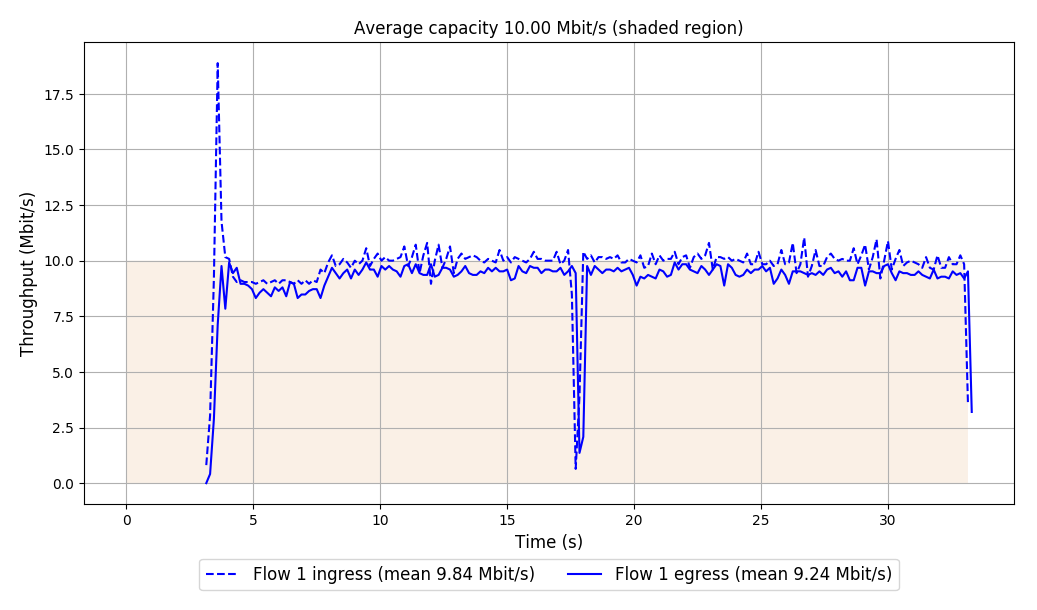 Average capacity 10.00 Mbit/s (shaded region)
Throughput (Mbit/s)
17.5
15.0
12.5
10.0
7.5
5.0
2.5
0.0
0 5 10 15 20 25 30
Time (s)
Flow 1 ingress (mean 9.84 Mbit/s) Flow 1 egress (mean 9.24 Mbit/s)